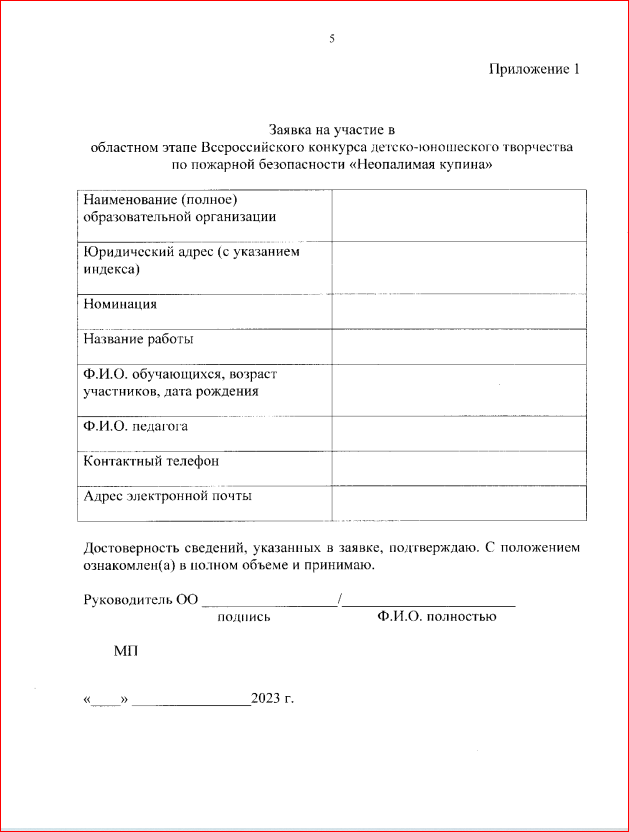 5
Приложение 1
Заявка на участие в
областном этапе Всероссийского конкурса детско-юношеского творчества
по пожарной безопасности «Неопалимая купина»
Наименование (полное)
образовательной организации
Юридический адрес (с указанием
индекса)
Номинация
Название работы
Ф.И.О. обучающихся, возраст
участников, дата рождения
Ф.И.О. педагога
Контактный телефон
Адрес электронной почты
Достоверность сведений, указанных в заявке, подтверждаю. С положением
ознакомлен(а) в полном объеме и принимаю.
Руководитель ОО __________________/_______________________
подпись Ф.И.О. полностью
МП
«____» ________________2023 г.